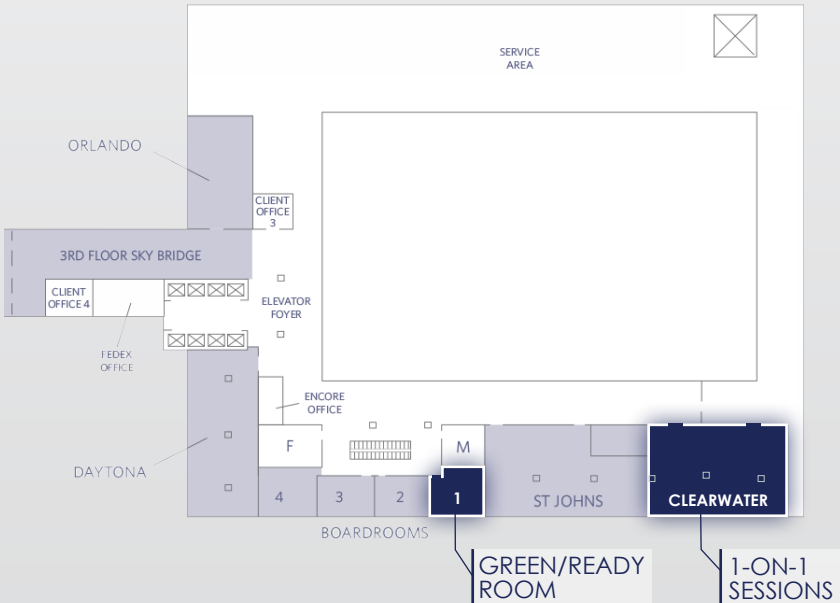 SERVICE
AREA
ORLANDO
CLIENT
OFFICE
3
3RD FLOOR SKY BRIDGE
CLIENT
OFFICE 4
ELEVATOR
FOYER
FEDEX
OFFICE
ENCORE
OFFICE
F
M
DAYTONA
4
3
2
1
ST JOHNS
CLEARWATER
BOARDROOMS
GREEN/READY
ROOM
1-ON-1
SESSIONS